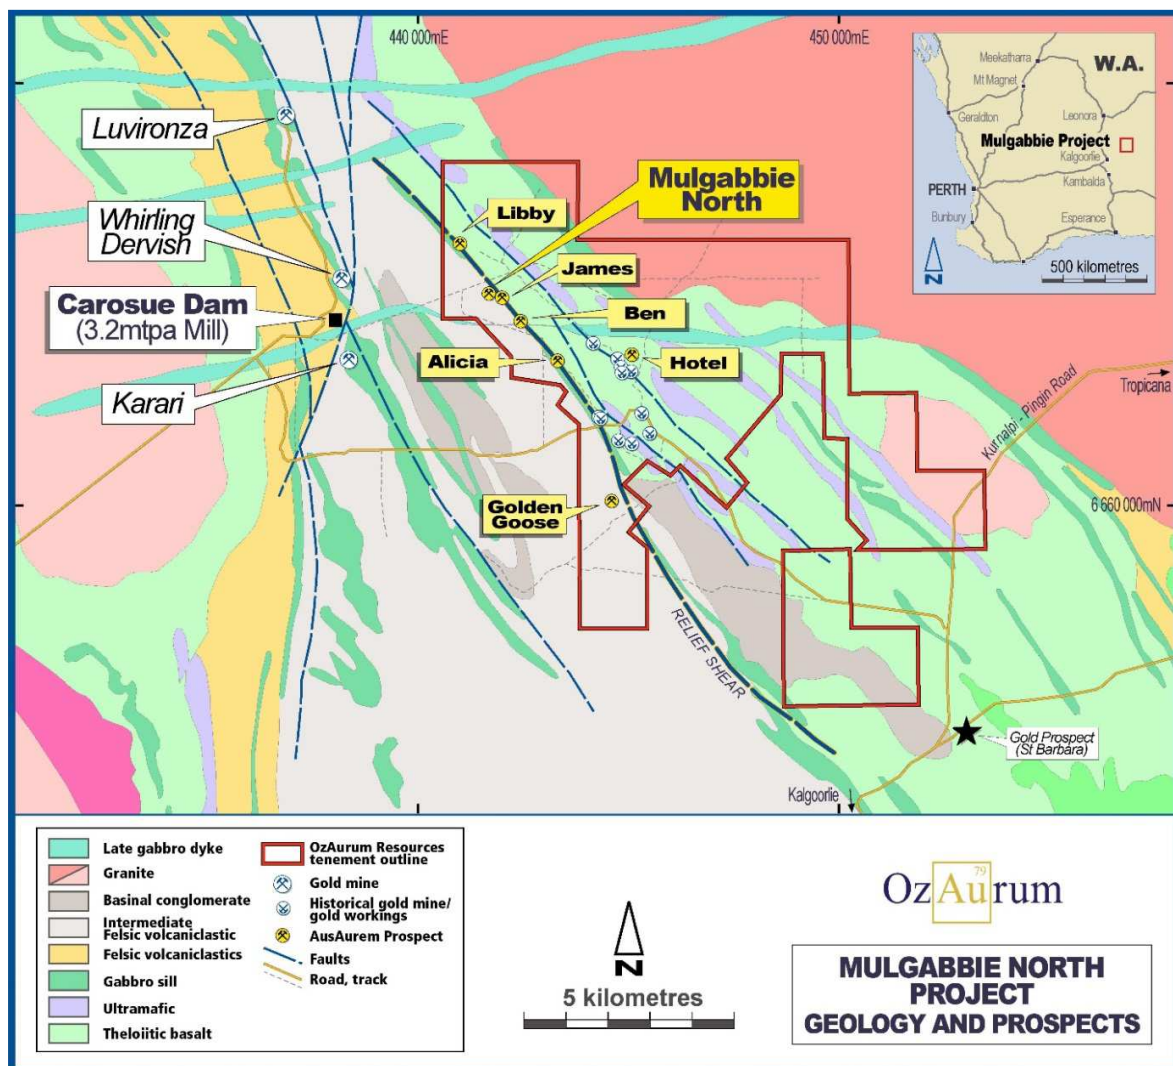 440 000mE
450 000mE
Luvironza
Whirling
Dervish
Carosue Dam
(3.2mtpa Mill)
Karari
Libby
Mulgabbie
North
James
Ben
Alicia
Hotel
Golden
Goose
RELIEF SHEAR
Kurnalpi - Pingin Road
Tropicana
6 660 000mN
Gold Prospect
(St Barbara)
Kalgoorlie
W.A.
Meekatharra
Mt Magnet
Geraldton
Leonora
Mulgabbie Project
Kalgoorlie
Kambalda
PERTH
Bunbury
Esperance
N
500 kilometres
Late gabbro dyke
Granite
Basinal conglomerate
Intermediate
Felsic volcaniclastic
Felsic volcaniclastics
Gabbro sill
Ultramafic
Theloiitic basalt
OzAurum Resources
tenement outline
Gold mine
Historical gold mine/
gold workings
AusAurem Prospect
Faults
Road, track
N
5 kilometres
79
OzAurum
MULGABBIE NORTH
PROJECT
GEOLOGY AND PROSPECTS